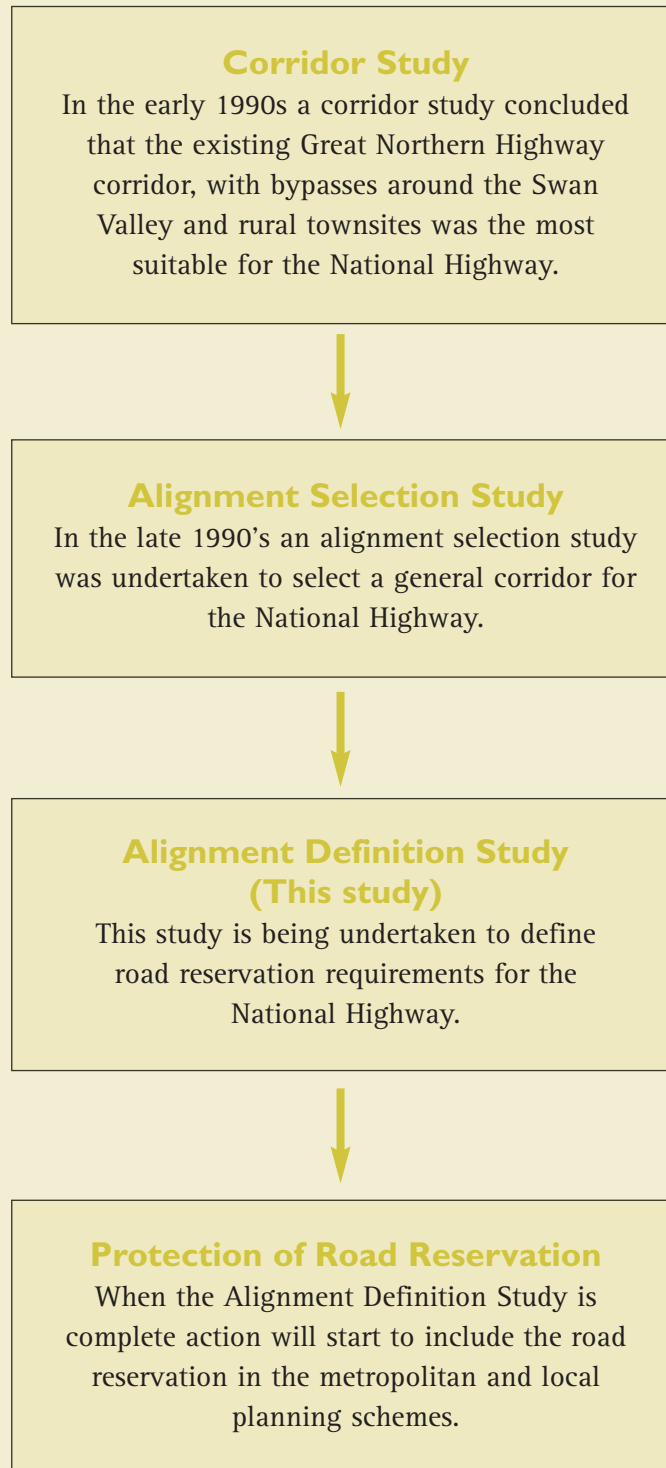 Corridor Study
In the early 1990s a corridor study concluded
that the existing Great Northern Highway
corridor, with bypasses around the Swan
Valley and rural townsites was the most
suitable for the National Highway.
Alignment Selection Study
In the late 1990's an alignment selection study
was undertaken to select a general corridor for
the National Highway.
Alignment Definition Study
(This study)
This study is being undertaken to define
road reservation requirements for the
National Highway.
Protection of Road Reservation
When the Alignment Definition Study is
complete action will start to include the road
reservation in the metropolitan and local
planning schemes.